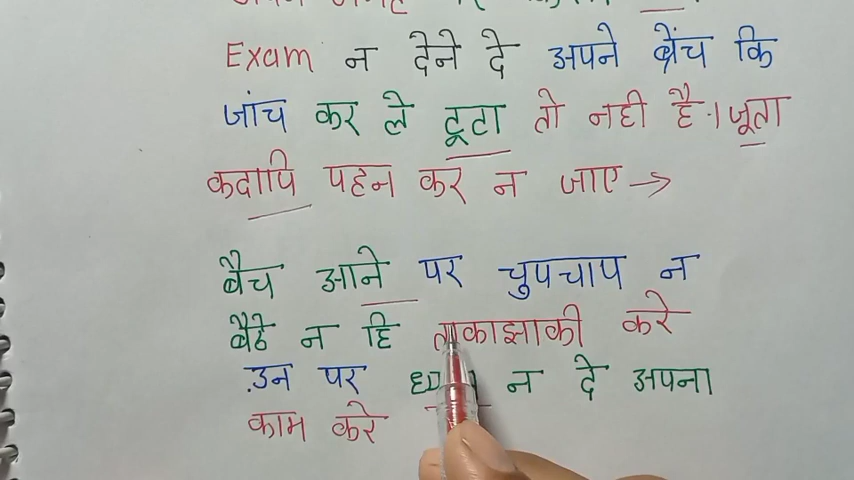 Exam न देने दे अपने ब्रेंच कि
जांच कर ले टूटा तो नही है। जूता
कदापि पहन कर न जाए →
बैच आने पर चुपचाप न
बैठे न हि ताकाझाकी करे
उन पर न दे अपना
काम करे